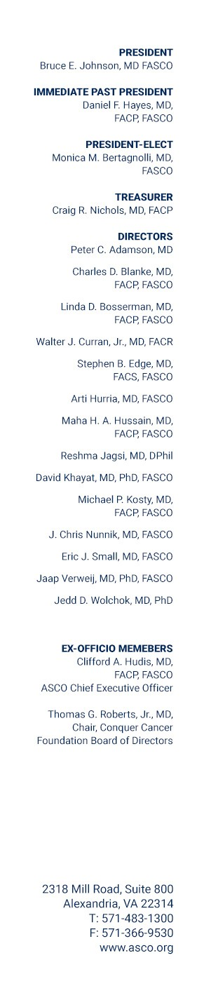 PRESIDENT
Bruce E. Johnson, MD FASCO
IMMEDIATE PAST PRESIDENT
Daniel F. Hayes, MD,
FACP, FASCO
PRESIDENT-ELECT
Monica M. Bertagnolli, MD,
FASCO
TREASURER
Craig R. Nichols, MD, FACP
DIRECTORS
Peter C. Adamson, MD
Charles D. Blanke, MD,
FACP, FASCO
Linda D. Bosserman, MD,
FACP, FASCO
Walter J. Curran, Jr., MD, FACR
Stephen B. Edge, MD,
FACS, FASCO
Arti Hurria, MD, FASCO
Maha H. A. Hussain, MD,
FACP, FASCO
Reshma Jagsi, MD, DPhil
David Khayat, MD, PhD, FASCO
Michael P. Kosty, MD,
FACP, FASCO
J. Chris Nunnik, MD, FASCO
Eric J. Small, MD, FASCO
Jaap Verweij, MD, PhD, FASCO
Jedd D. Wolchok, MD, PhD
EX-OFFICIO MEMEBERS
Clifford A. Hudis, MD,
FACP, FASCO
ASCO Chief Executive Officer
Thomas G. Roberts, Jr., MD,
Chair, Conquer Cancer
Foundation Board of Directors
2318 Mill Road, Suite 800
Alexandria, VA 22314
T: 571-483-1300
F: 571-366-9530
www.asco.org